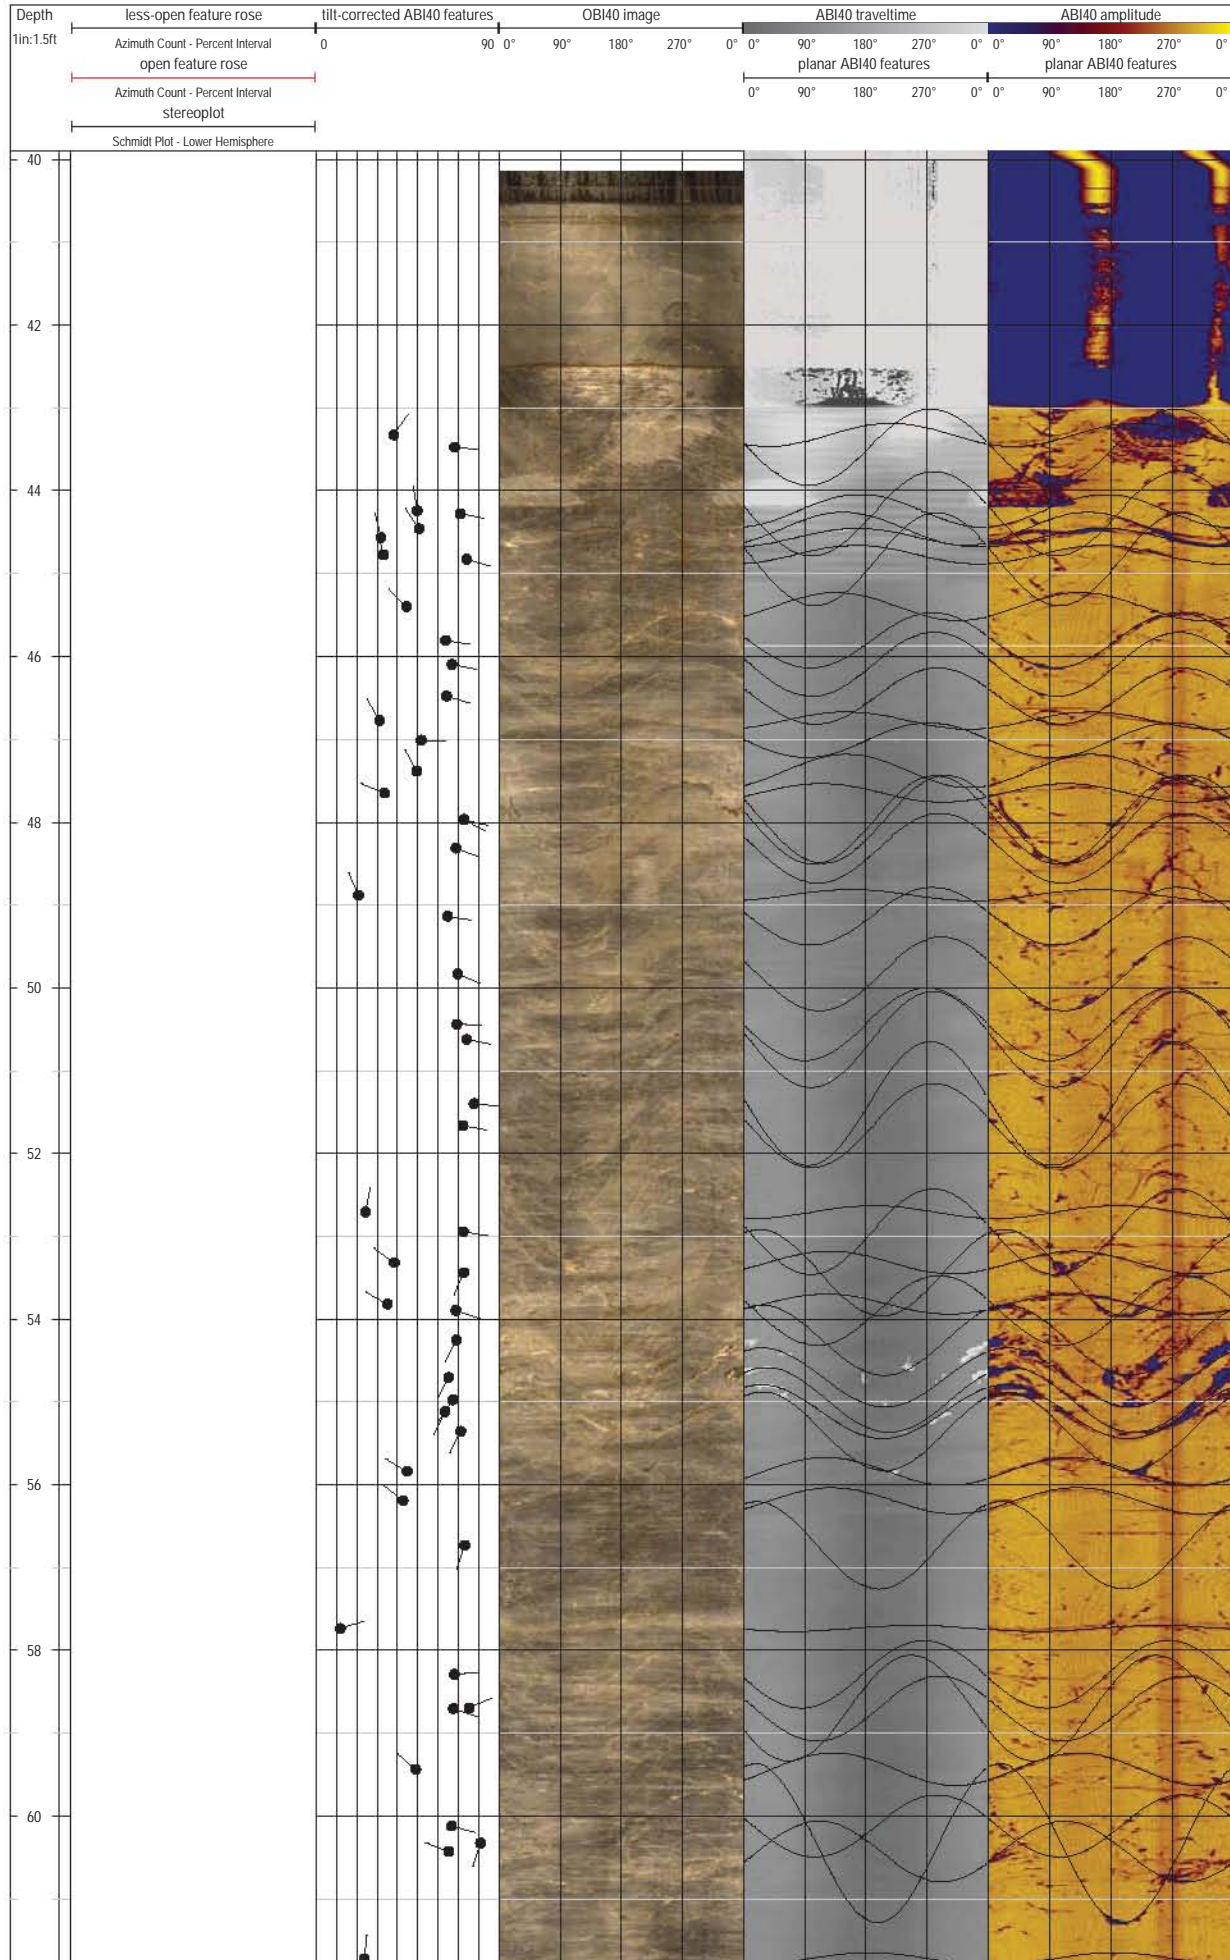 Depth
1in:1.5ft
less-open feature rose
Azimuth Count - Percent Interval
open feature rose
Azimuth Count - Percent Interval
stereoplot
Schmidt Plot - Lower Hemisphere
tilt-corrected ABI40 features
0 90
OBI40 image
0° 90° 180° 270° 0°
ABI40 traveltime
0° 90° 180° 270° 0°
planar ABI40 features
0° 90° 180° 270° 0°
ABI40 amplitude
0° 90° 180° 270° 0°
planar ABI40 features
0° 90° 180° 270° 0°
40
42
44
46
48
50
52
54
56
58
60